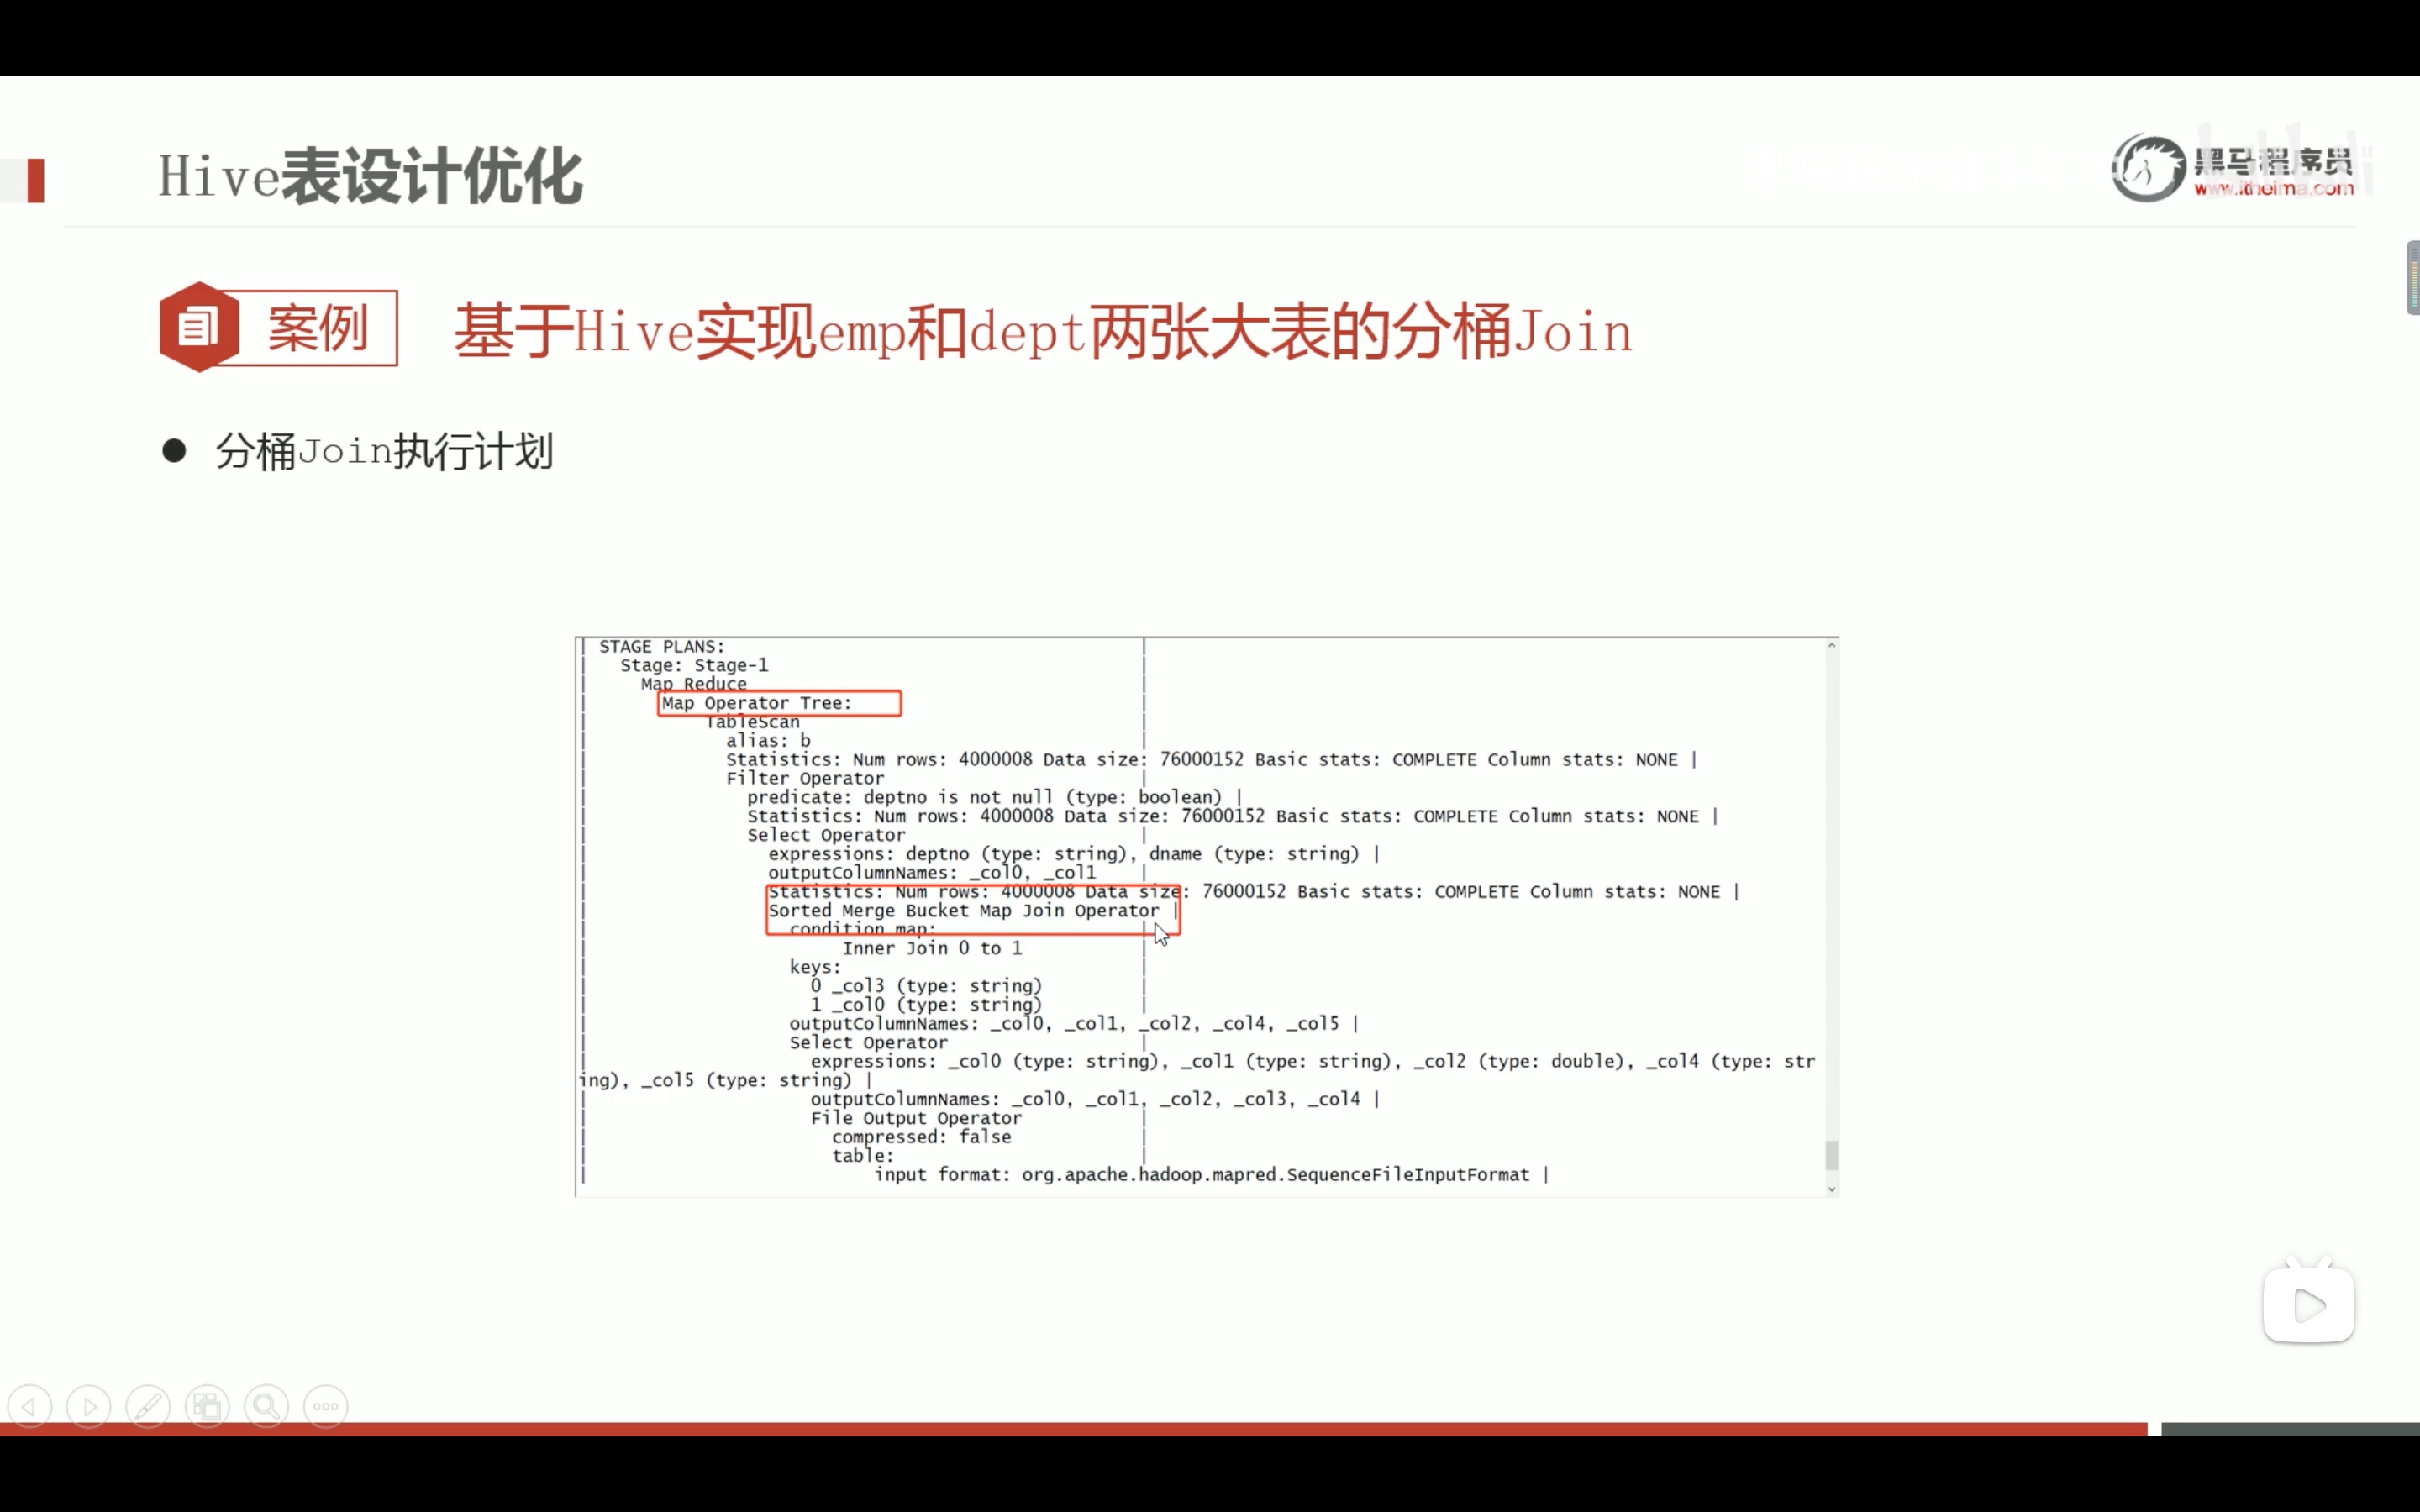 Hive表设计优化
黑马程序员
www.itheima.com
案例
基于Hive实现emp和dept两张大表的分桶Join
● 分桶Join执行计划
| STAGE PLANS: |
| Stage: Stage-1 |
| Map Reduce |
| Map Operator Tree: |
| TableScan |
| alias: b |
| Statistics: Num rows: 4000008 Data size: 76000152 Basic stats: COMPLETE Column stats: NONE |
| Filter Operator |
| predicate: deptno is not null (type: boolean) |
| Statistics: Num rows: 4000008 Data size: 76000152 Basic stats: COMPLETE Column stats: NONE |
| Select Operator |
| expressions: deptno (type: string), dname (type: string) |
| outputColumnNames: _col0, _col1 |
| Statistics: Num rows: 4000008 Data size: 76000152 Basic stats: COMPLETE Column stats: NONE |
| Sorted Merge Bucket Map Join Operator |
| condition map: |
| Inner Join 0 to 1 |
| keys: |
| 0 _col3 (type: string) |
| 1 _col0 (type: string) |
| outputColumnNames: _col0, _col1, _col2, _col4, _col5 |
| Select Operator |
| expressions: _col0 (type: string), _col1 (type: string), _col2 (type: double), _col4 (type: str
ing), _col5 (type: string) |
| outputColumnNames: _col0, _col1, _col2, _col3, _col4 |
| File Output Operator |
| compressed: false |
| table: |
| input format: org.apache.hadoop.mapred.SequenceFileInputFormat |